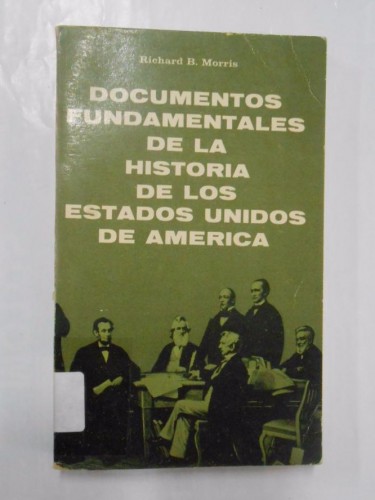 Richard B. Morris
DOCUMENTOS
FUNDAMENTALES
DE LA
HISTORIA
DE LOS
ESTADOS UNIDOS
DE AMERICA